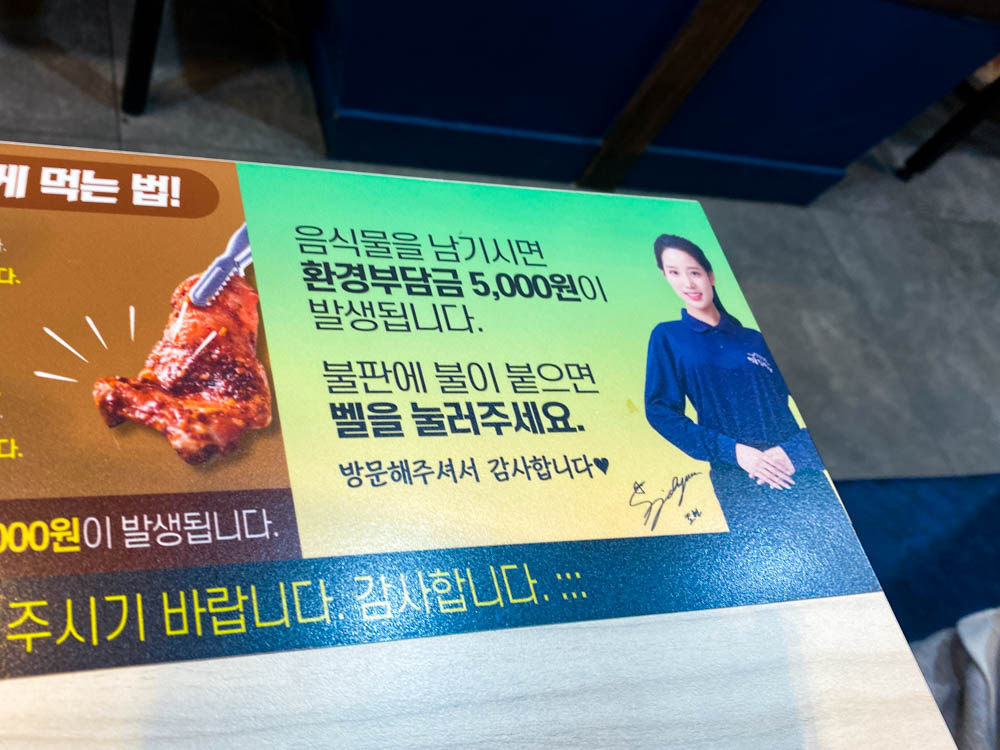 게 먹는 법!
다.
다.
000원이 발생됩니다.
음식물을 남기시면
환경부담금 5,000원이
발생됩니다.
불판에 불이 붙으면
벨을 눌러주세요.
방문해주셔서 감사합니다♥
주시기 바랍니다. 감사합니다. :::